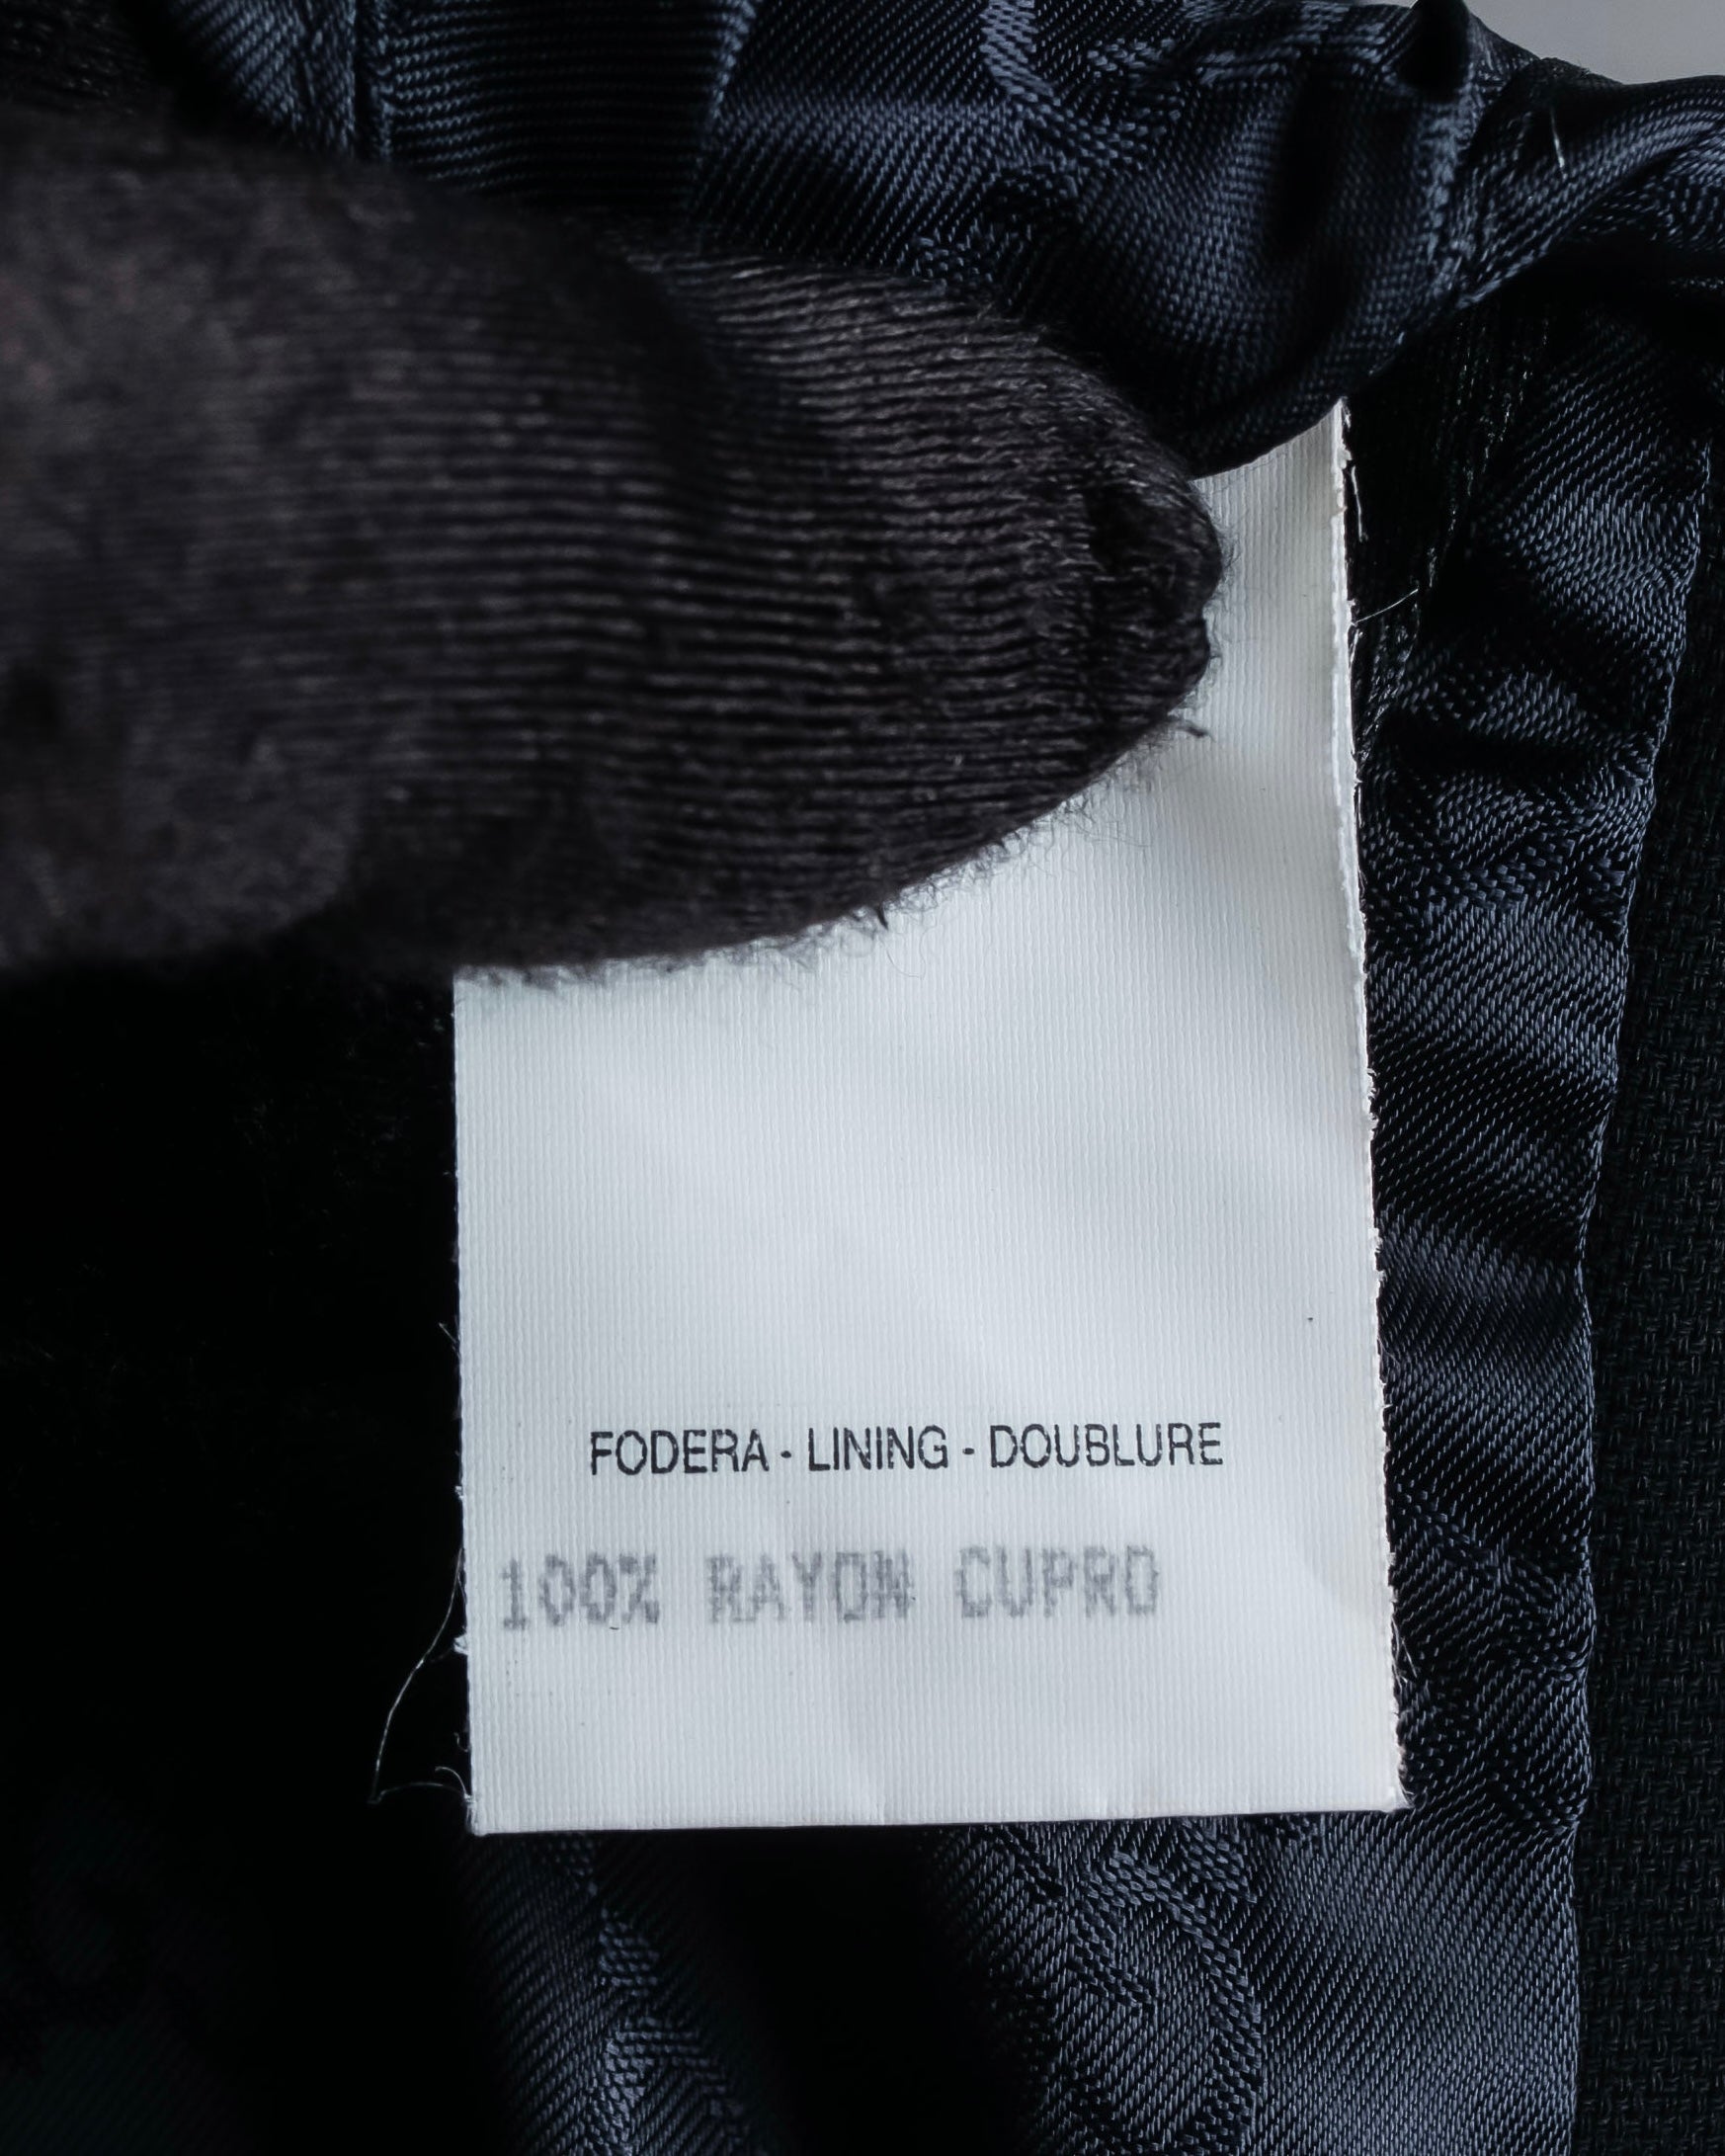 FODERA - LINING - DOUBLURE
100% RAYON CUPRO